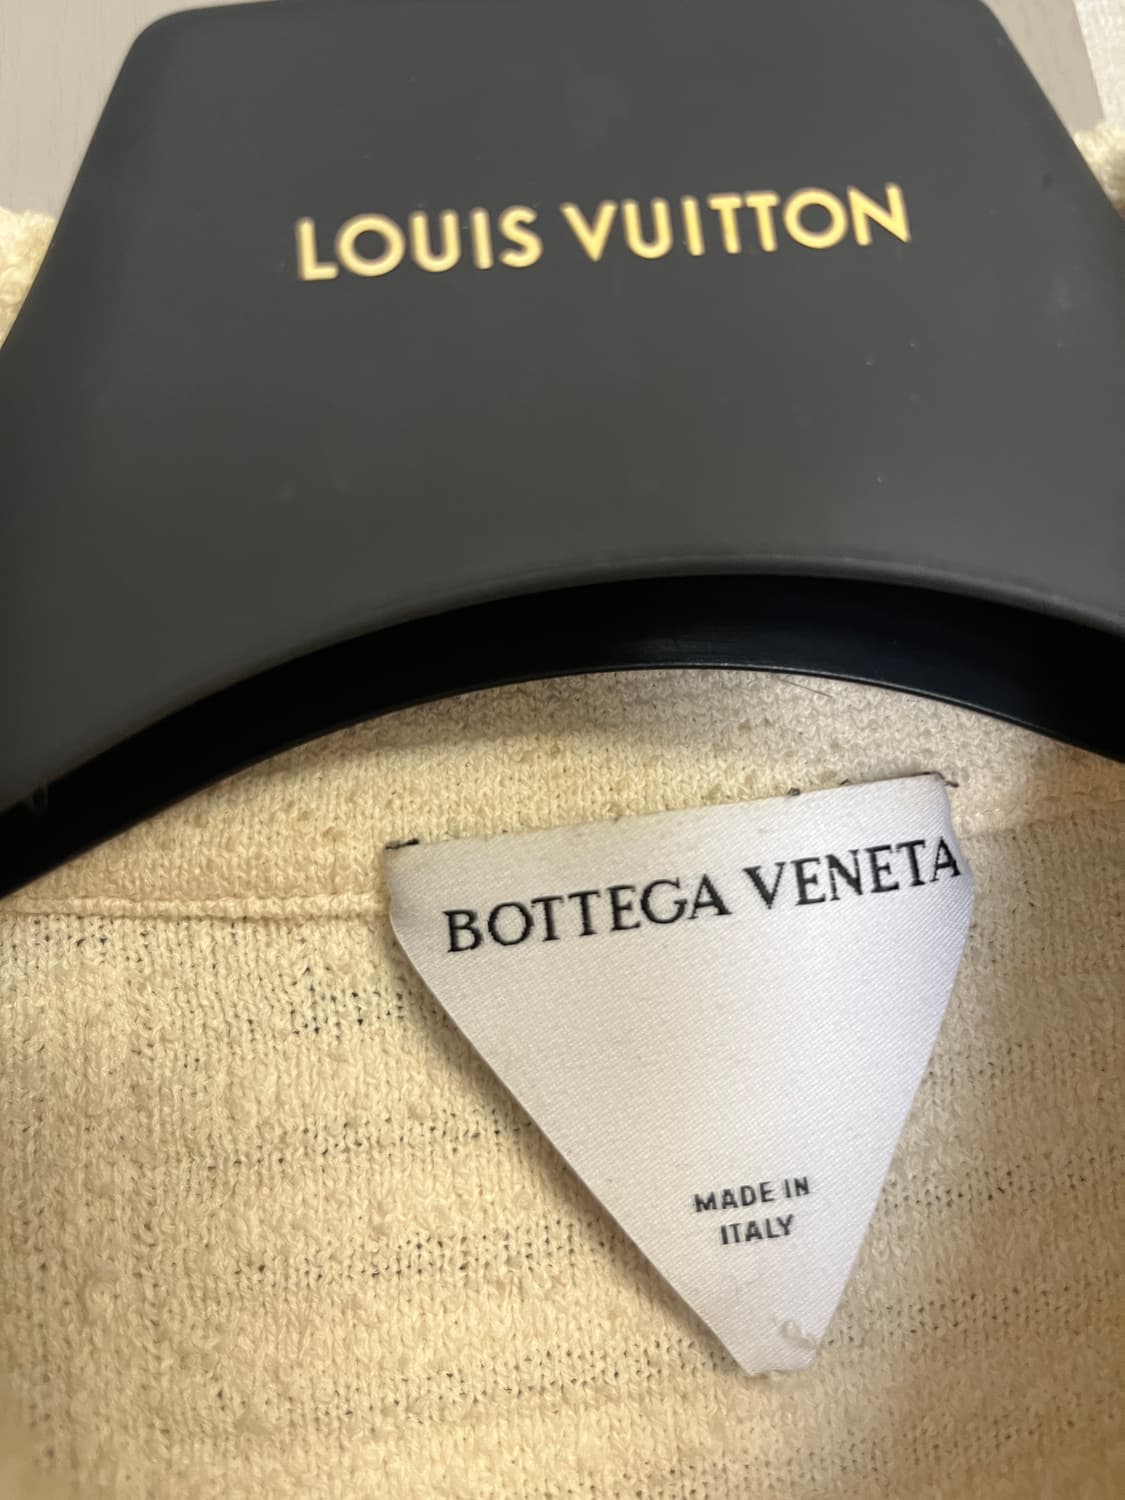 LOUIS VUITTON
BOTTEGA VENETA
MADE IN
ITALY